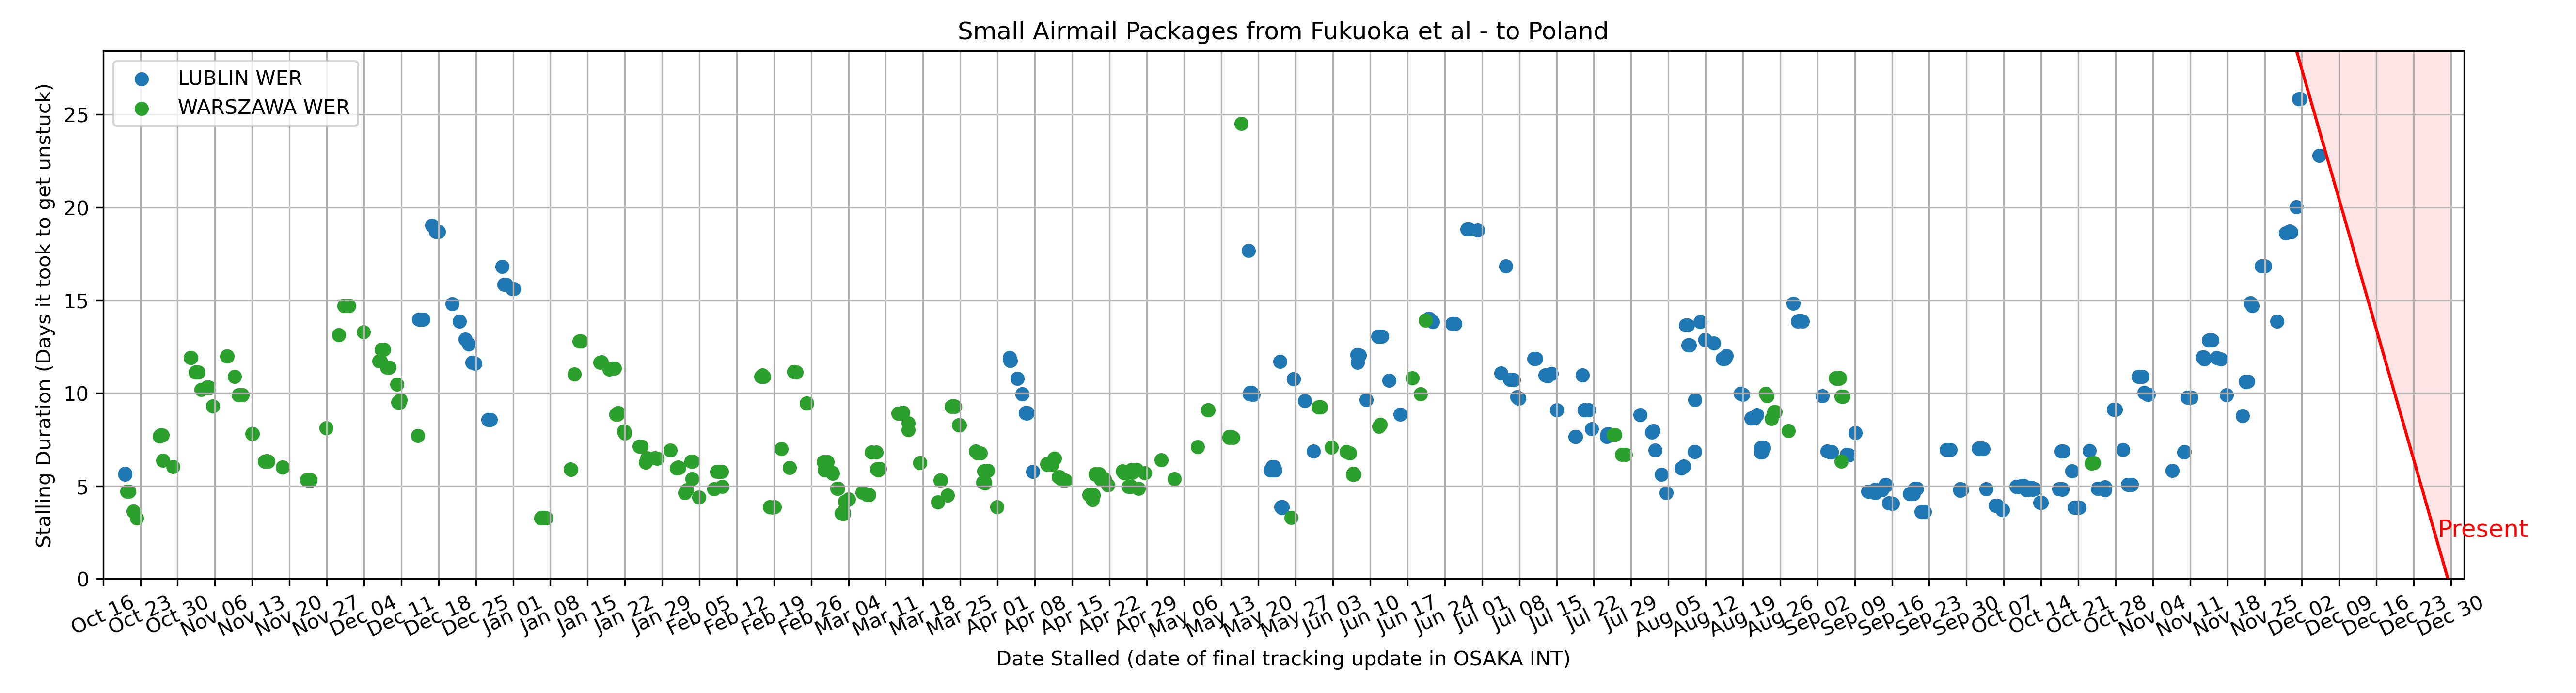 Small Airmail Packages from Fukuoka et al - to Poland
LUBLIN WER
WARSZAWA WER
Stalling Duration (Days it took to get unstuck)
25
20
15
10
5
0
Present
Oct 16 Oct 23 Oct 30 Nov 06 Nov 13 Nov 20 Nov 27 Dec 04 Dec 11 Dec 18 Dec 25 Jan 01 Jan 08 Jan 15 Jan 22 Jan 29 Feb 05 Feb 12 Feb 19 Feb 26 Mar 04 Mar 11 Mar 18 Mar 25 Apr 01 Apr 08 Apr 15 Apr 22 Apr 29 May 06 May 13 May 20 May 27 Jun 03 Jun 10 Jun 17 Jun 24 Jul 01 Jul 08 Jul 15 Jul 22 Jul 29 Aug 05 Aug 12 Aug 19 Aug 26 Sep 02 Sep 09 Sep 16 Sep 23 Sep 30 Oct 07 Oct 14 Oct 21 Oct 28 Nov 04 Nov 11 Nov 18 Nov 25 Dec 02 Dec 09 Dec 16 Dec 23 Dec 30
Date Stalled (date of final tracking update in OSAKA INT)